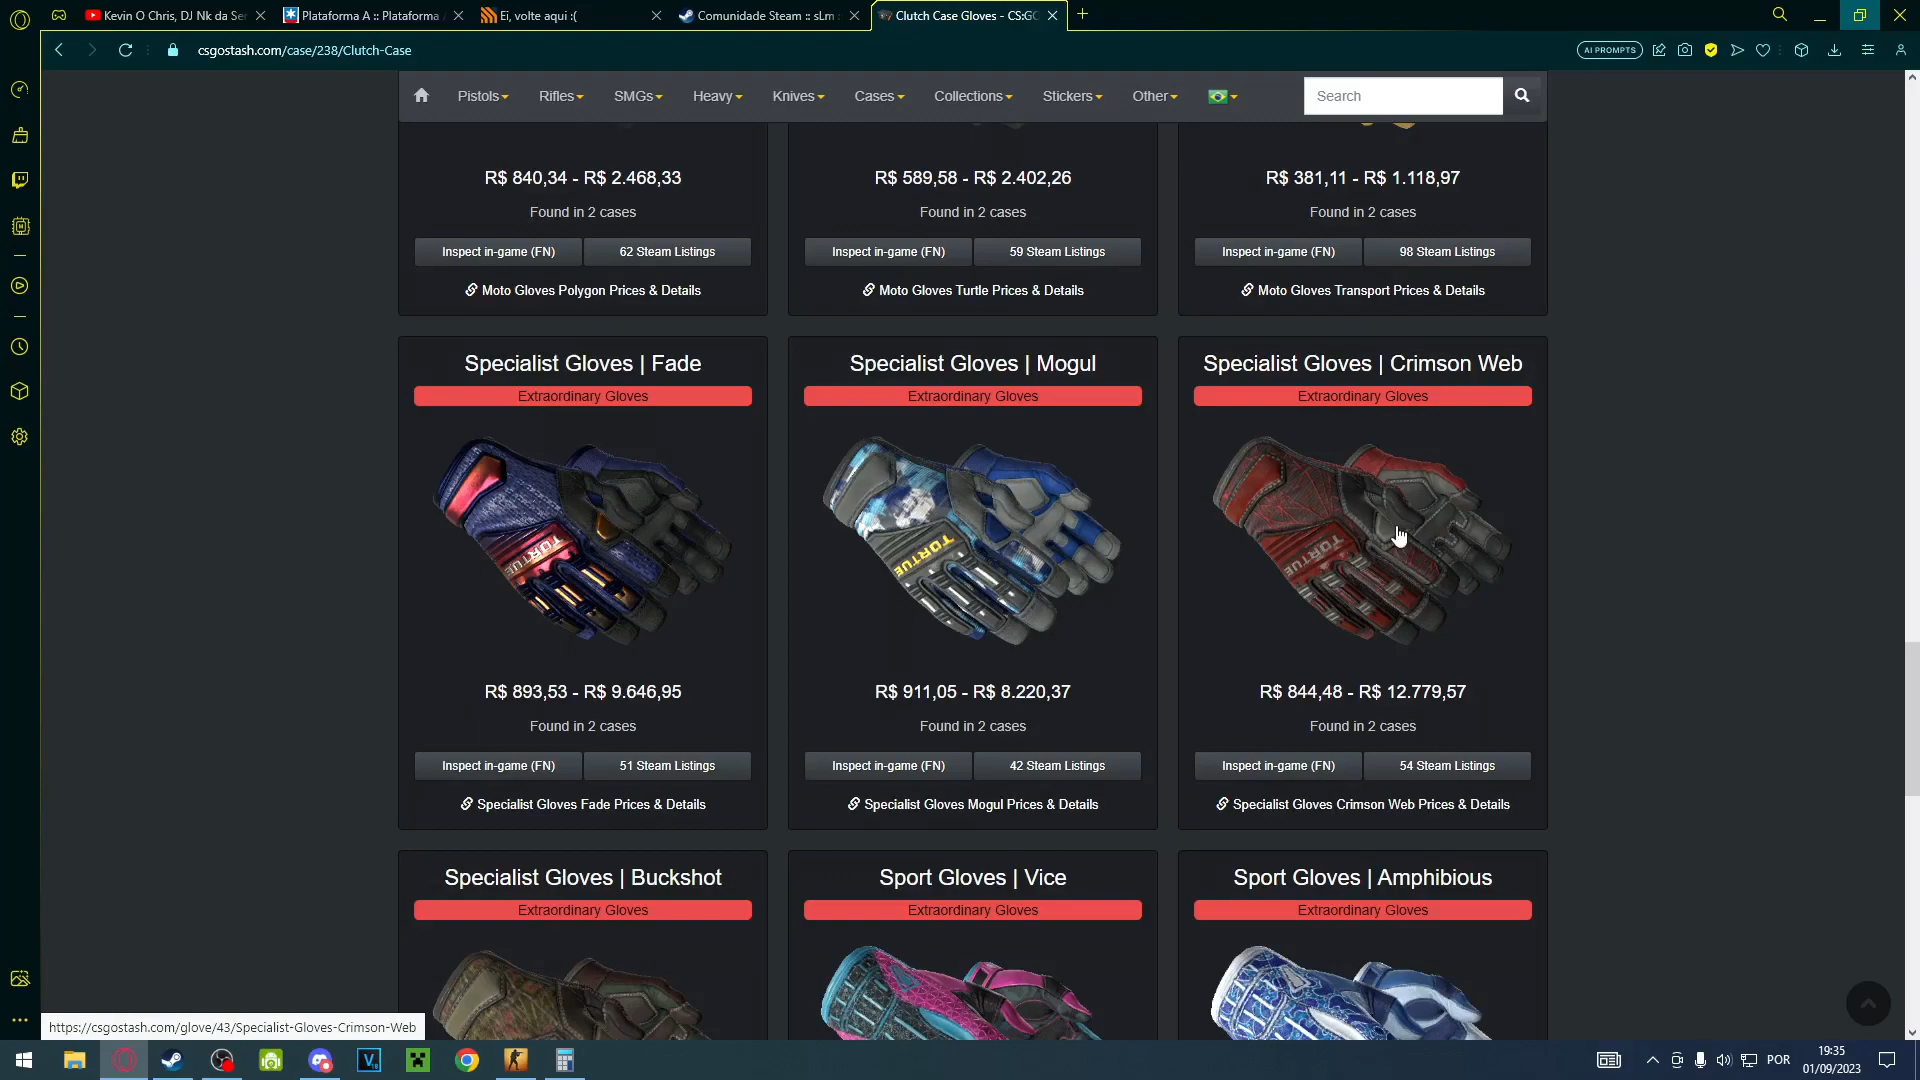 Kevin O Chris, DJ Nk da Ser
Plataforma A :: Plataforma A
Ei, volte aqui :(
Comunidade Steam :: sLm
Clutch Case Gloves - CS:GO
csgostash.com/case/238/Clutch-Case
AI PROMPTS
Pistols Rifles SMGs Heavy Knives Cases Collections Stickers Other
Search
R$ 840,34 - R$ 2.468,33
Found in 2 cases
Inspect in-game (FN) 62 Steam Listings
Moto Gloves Polygon Prices & Details
R$ 589,58 - R$ 2.402,26
Found in 2 cases
Inspect in-game (FN) 59 Steam Listings
Moto Gloves Turtle Prices & Details
R$ 381,11 - R$ 1.118,97
Found in 2 cases
Inspect in-game (FN) 98 Steam Listings
Moto Gloves Transport Prices & Details
Specialist Gloves | Fade
Extraordinary Gloves
TORTUE
R$ 893,53 - R$ 9.646,95
Found in 2 cases
Inspect in-game (FN) 51 Steam Listings
Specialist Gloves Fade Prices & Details
Specialist Gloves | Mogul
Extraordinary Gloves
TORTUE
R$ 911,05 - R$ 8.220,37
Found in 2 cases
Inspect in-game (FN) 42 Steam Listings
Specialist Gloves Mogul Prices & Details
Specialist Gloves | Crimson Web
Extraordinary Gloves
TORTUE
R$ 844,48 - R$ 12.779,57
Found in 2 cases
Inspect in-game (FN) 54 Steam Listings
Specialist Gloves Crimson Web Prices & Details
Specialist Gloves | Buckshot
Extraordinary Gloves
Sport Gloves | Vice
Extraordinary Gloves
Sport Gloves | Amphibious
Extraordinary Gloves
https://csgostash.com/glove/43/Specialist-Gloves-Crimson-Web
POR
19:35
01/09/2023